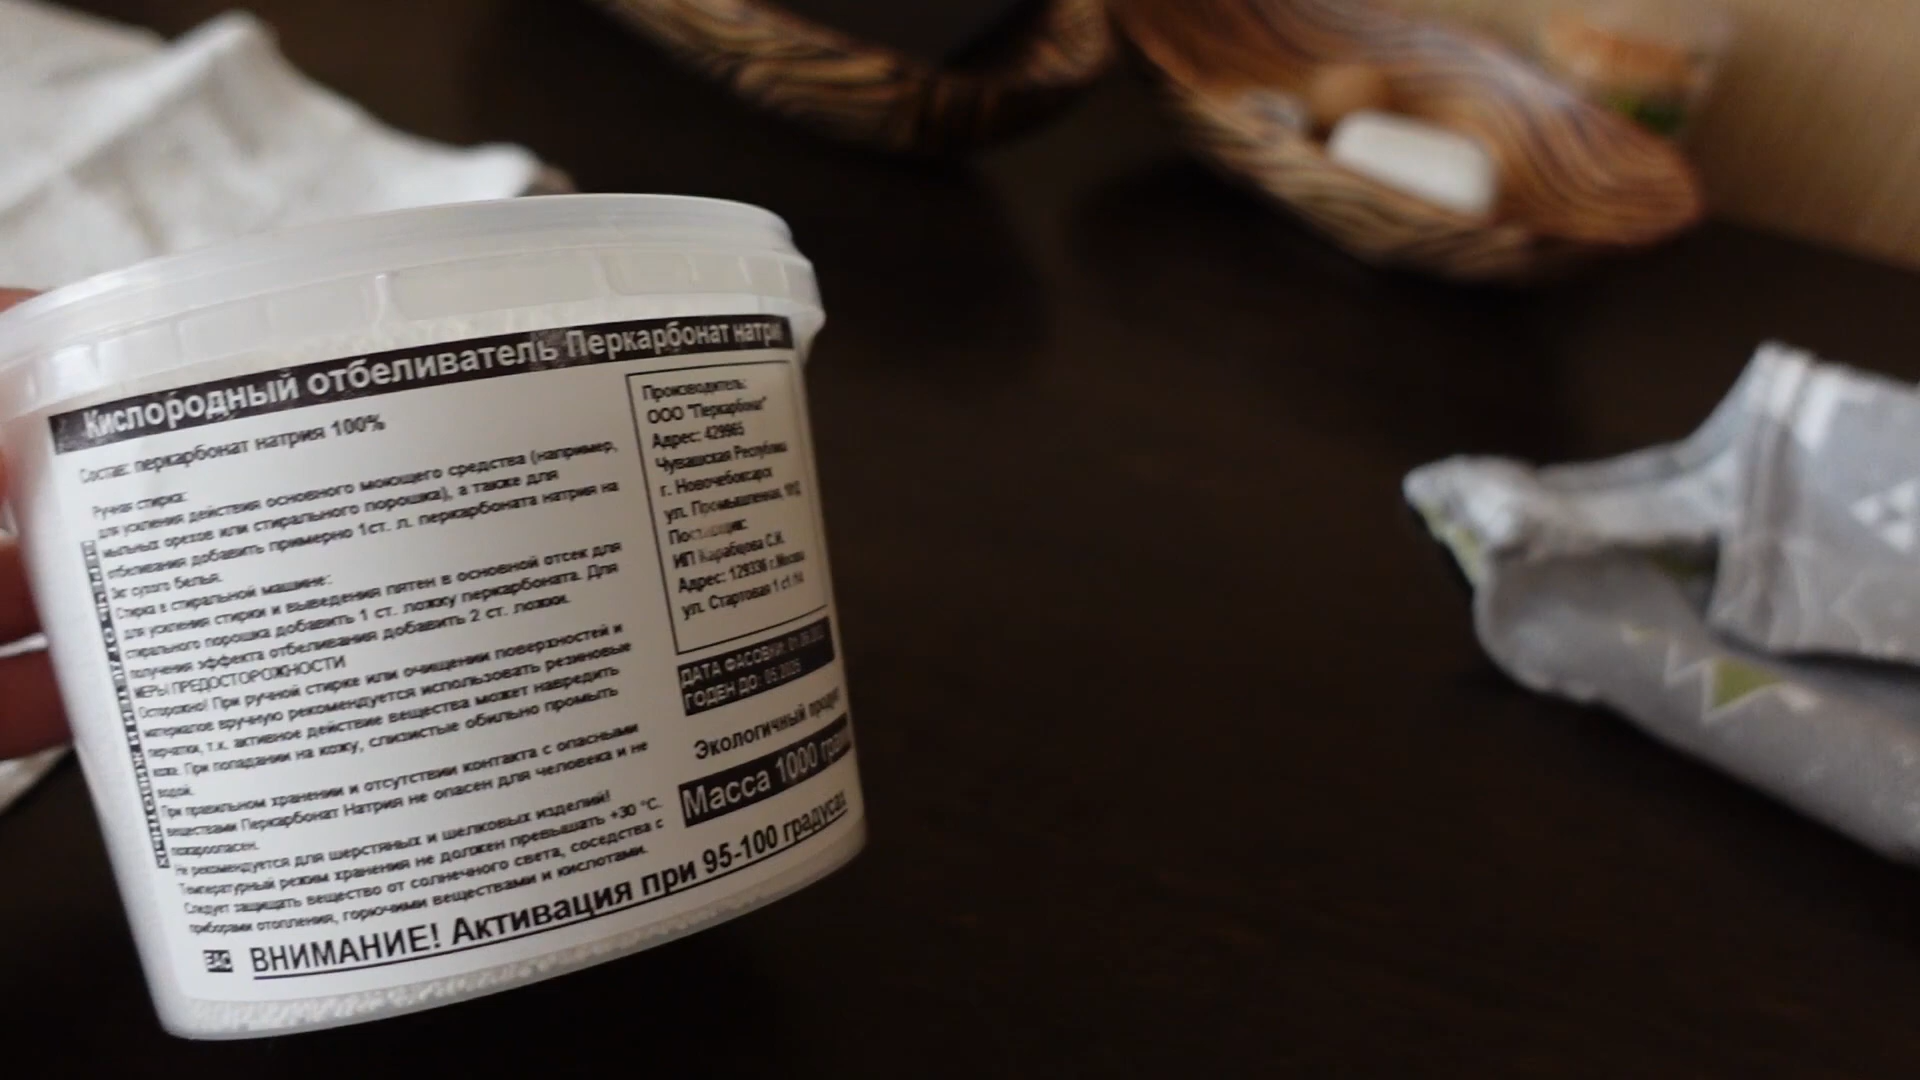 Кислородный отбеливатель Перкарбонат натрия
Состав: перкарбонат натрия 100%
Ручная стирка:
для усиления действия основного моющего средства (например,
мыльных орехов или стирального порошка), а также для
отбеливания добавить примерно 1ст. л. перкарбоната натрия на
3кг сухого белья.
Стирка в стиральной машине:
для усиления стирки и выведения пятен в основной отсек для
стирального порошка добавить 1 ст. ложку перкарбоната. Для
получения эффекта отбеливания добавить 2 ст. ложки.
МЕРЫ ПРЕДОСТОРОЖНОСТИ
Осторожно! При ручной стирке или очищении поверхностей и
материалов вручную рекомендуется использовать резиновые
перчатки, т.к. активное действие вещества может навредить
коже. При попадании на кожу, слизистые обильно промыть
водой.
При правильном хранении и отсутствии контакта с опасными
веществами Перкарбонат Натрия не опасен для человека и не
пожароопасен.
Не рекомендуется для шерстяных и шелковых изделий!
Температурный режим хранения не должен превышать +30 °С.
Следует защищать вещество от солнечного света, соседства с
приборами отопления, горючими веществами и кислотами.
EAC ВНИМАНИЕ! Активация при 95-100 градусах
Производитель:
ООО "Перкарбонат"
Адрес: 429965
Чувашская Республика
г. Новочебоксарск
ул. Промышленная,
Поставщик:
ИП Карабцова С.И.
Адрес: 129336 г.Москва
ул. Стартовая 1
ДАТА ФАСОВКИ:
ГОДЕН ДО:
Экологичный продукт
Масса 1000 грамм